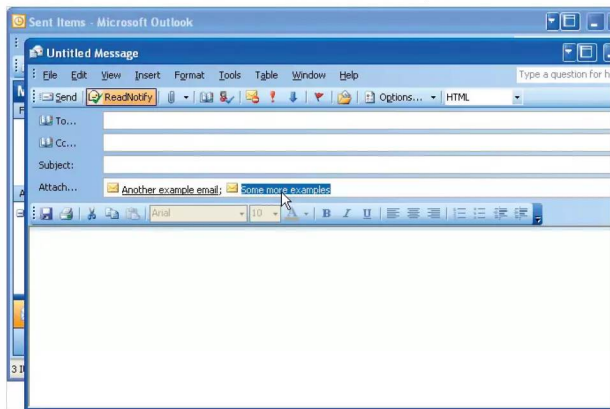 Sent Items - Microsoft Outlook
Untitled Message
File Edit View Insert Format Tools Table Window Help Type a question for h
Send ReadNotify Options... HTML
To...
Cc...
Subject:
Attach... Another example email; Some more examples
Arial 10 A B I U